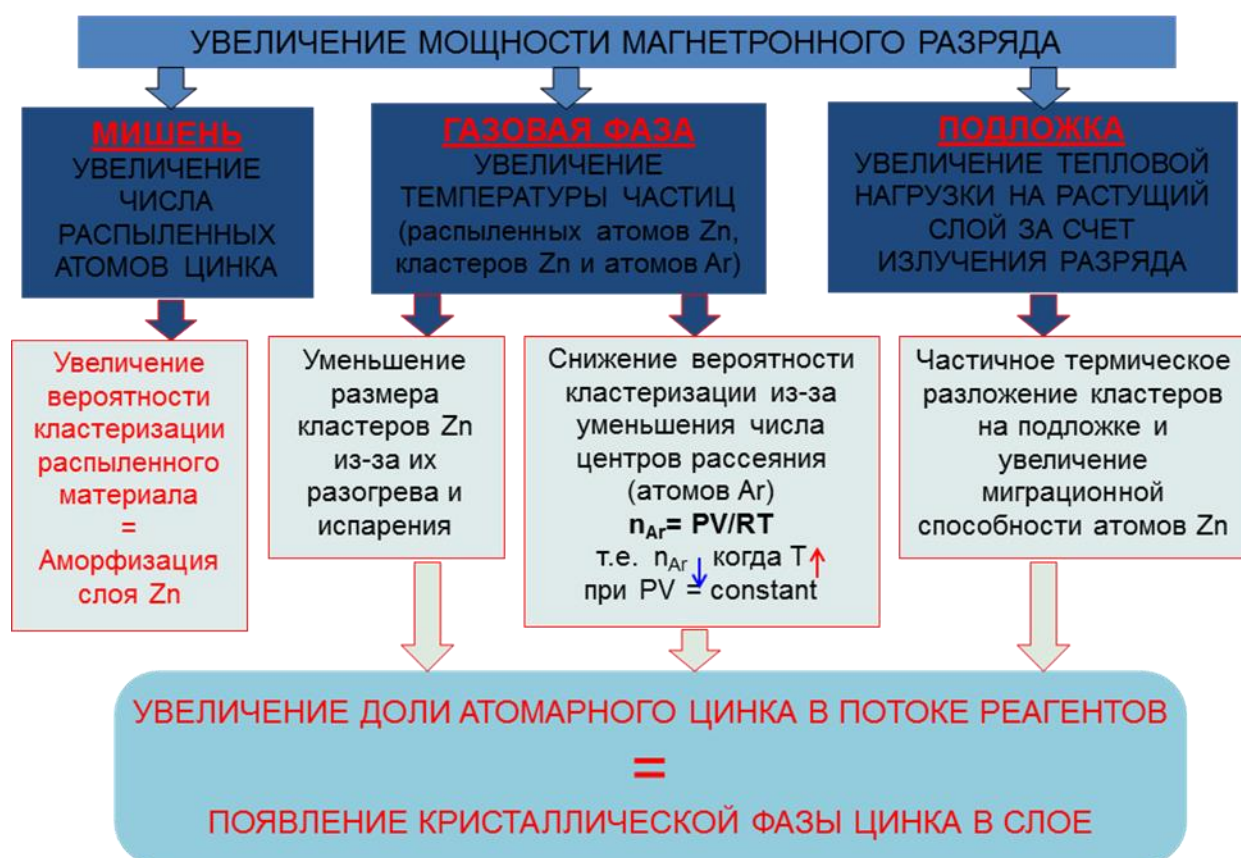 УВЕЛИЧЕНИЕ МОЩНОСТИ МАГНЕТРОННОГО РАЗРЯДА
МИШЕНЬ
УВЕЛИЧЕНИЕ
ЧИСЛА
РАСПЫЛЕННЫХ
АТОМОВ ЦИНКА
ГАЗОВАЯ ФАЗА
УВЕЛИЧЕНИЕ
ТЕМПЕРАТУРЫ ЧАСТИЦ
(распыленных атомов Zn,
кластеров Zn и атомов Ar)
ПОДЛОЖКА
УВЕЛИЧЕНИЕ ТЕПЛОВОЙ
НАГРУЗКИ НА РАСТУЩИЙ
СЛОЙ ЗА СЧЕТ
ИЗЛУЧЕНИЯ РАЗРЯДА
Увеличение
вероятности
кластеризации
распыленного
материала
=
Аморфизация
слоя Zn
Уменьшение
размера
кластеров Zn
из-за их
разогрева и
испарения
Снижение вероятности
кластеризации из-за
уменьшения числа
центров рассеяния
(атомов Ar)
n_Ar= PV/RT
т.е. n_Ar↓ когда T↑
при PV = constant
Частичное термическое
разложение кластеров
на подложке и
увеличение
миграционной
способности атомов Zn
УВЕЛИЧЕНИЕ ДОЛИ АТОМАРНОГО ЦИНКА В ПОТОКЕ РЕАГЕНТОВ
=
ПОЯВЛЕНИЕ КРИСТАЛЛИЧЕСКОЙ ФАЗЫ ЦИНКА В СЛОЕ